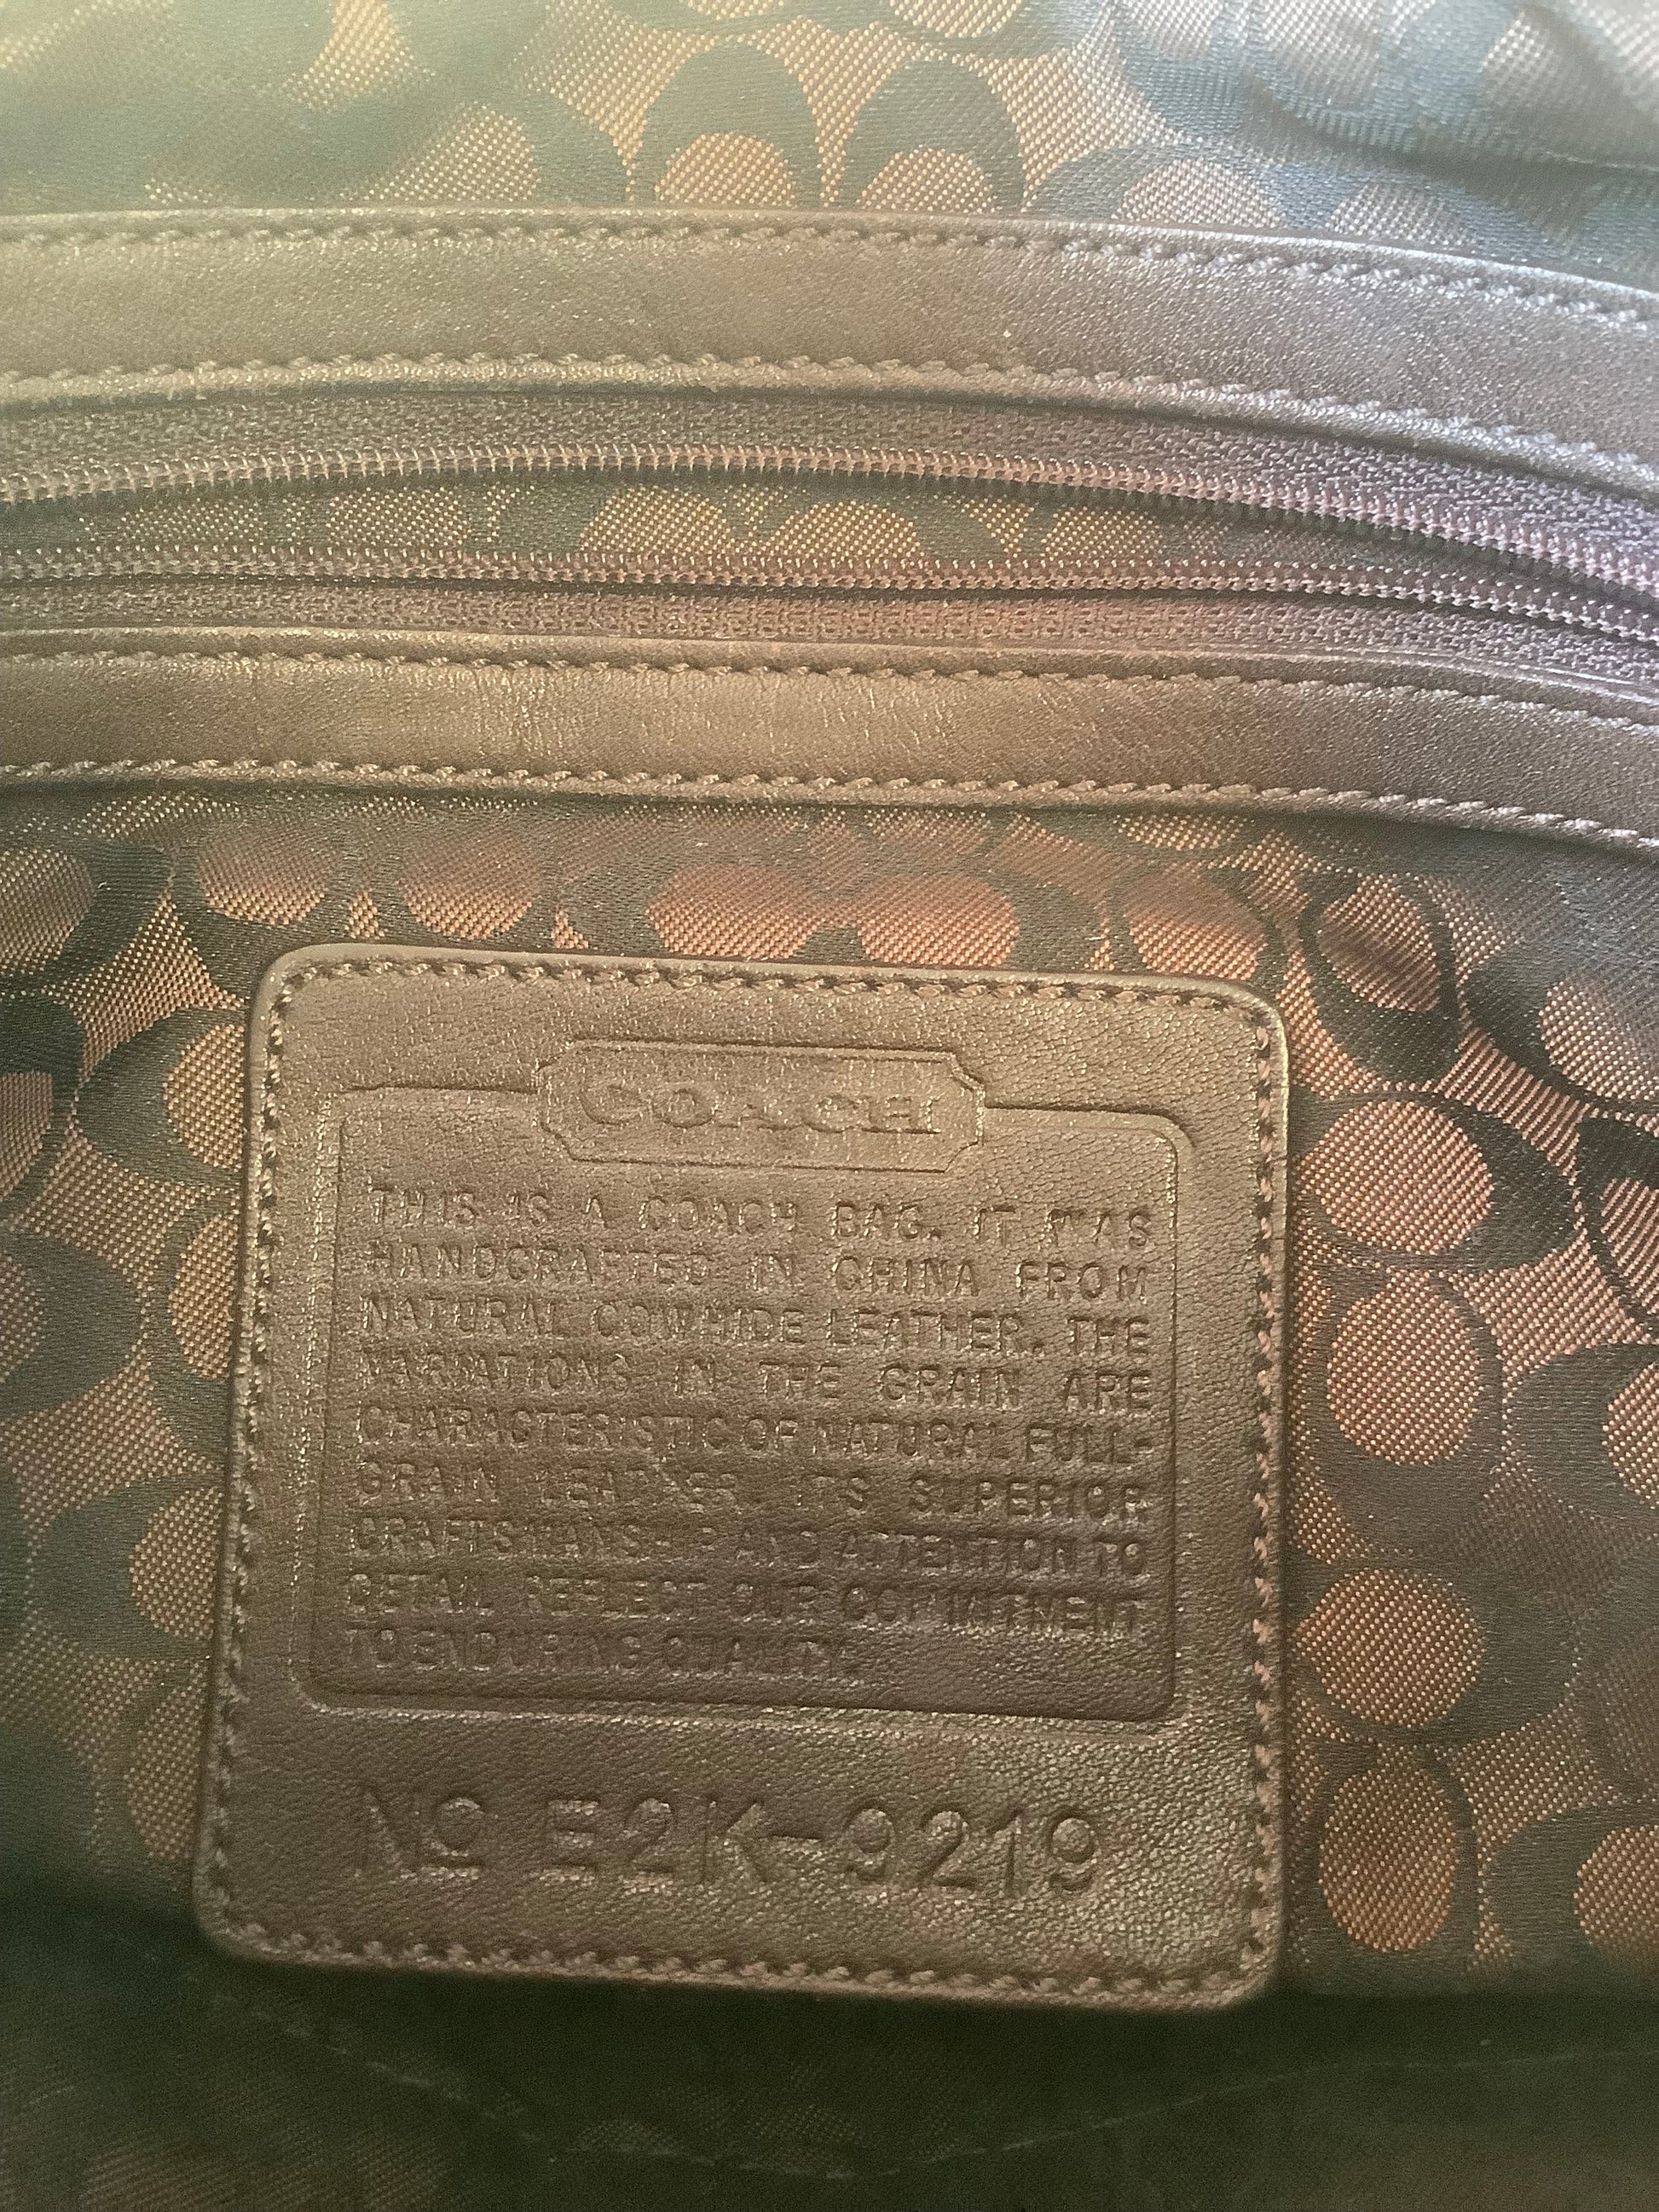 COACH
THIS IS A COACH BAG. IT WAS
HANDCRAFTED IN CHINA FROM
NATURAL COWHIDE LEATHER. THE
VARIATIONS IN THE GRAIN ARE
CHARACTERISTIC OF NATURAL FULL-
GRAIN LEATHER. ITS SUPERIOR
CRAFTSMANSHIP AND ATTENTION TO
DETAIL REFLECT OUR COMMITMENT
TO ENDURING QUALITY.
No E2K-9219